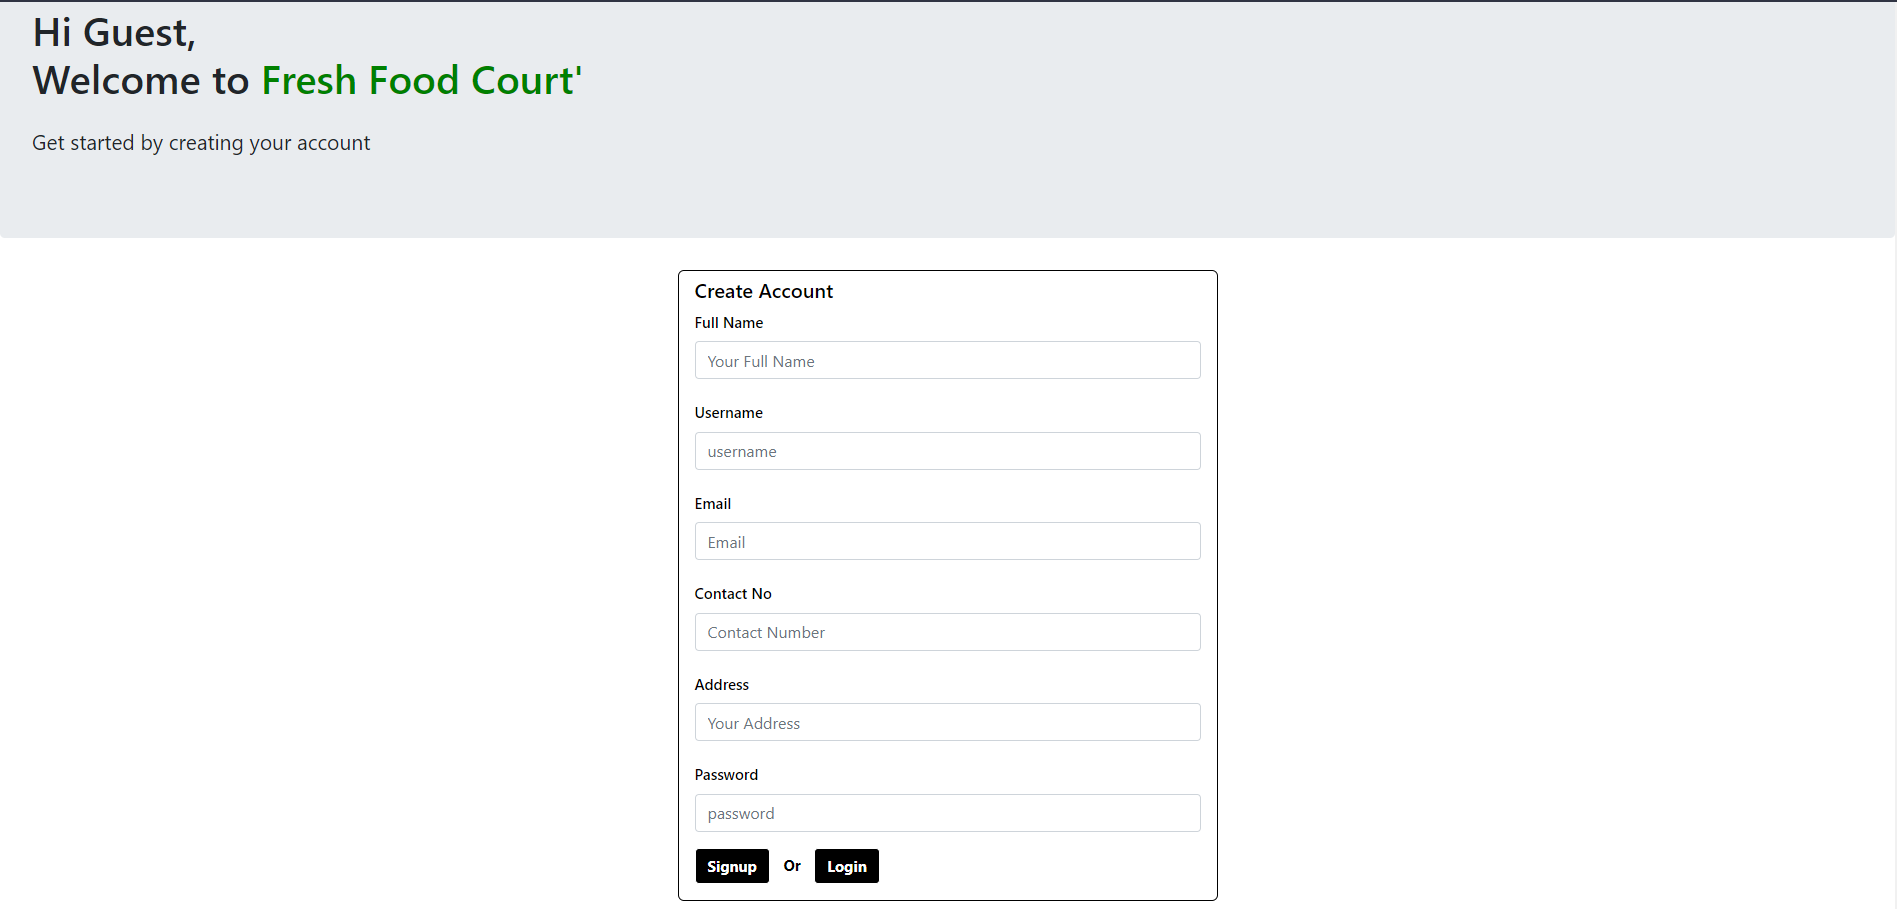 Hi Guest,
Welcome to Fresh Food Court'
Get started by creating your account
Create Account
Full Name
Your Full Name
Username
username
Email
Email
Contact No
Contact Number
Address
Your Address
Password
password
Signup Or Login